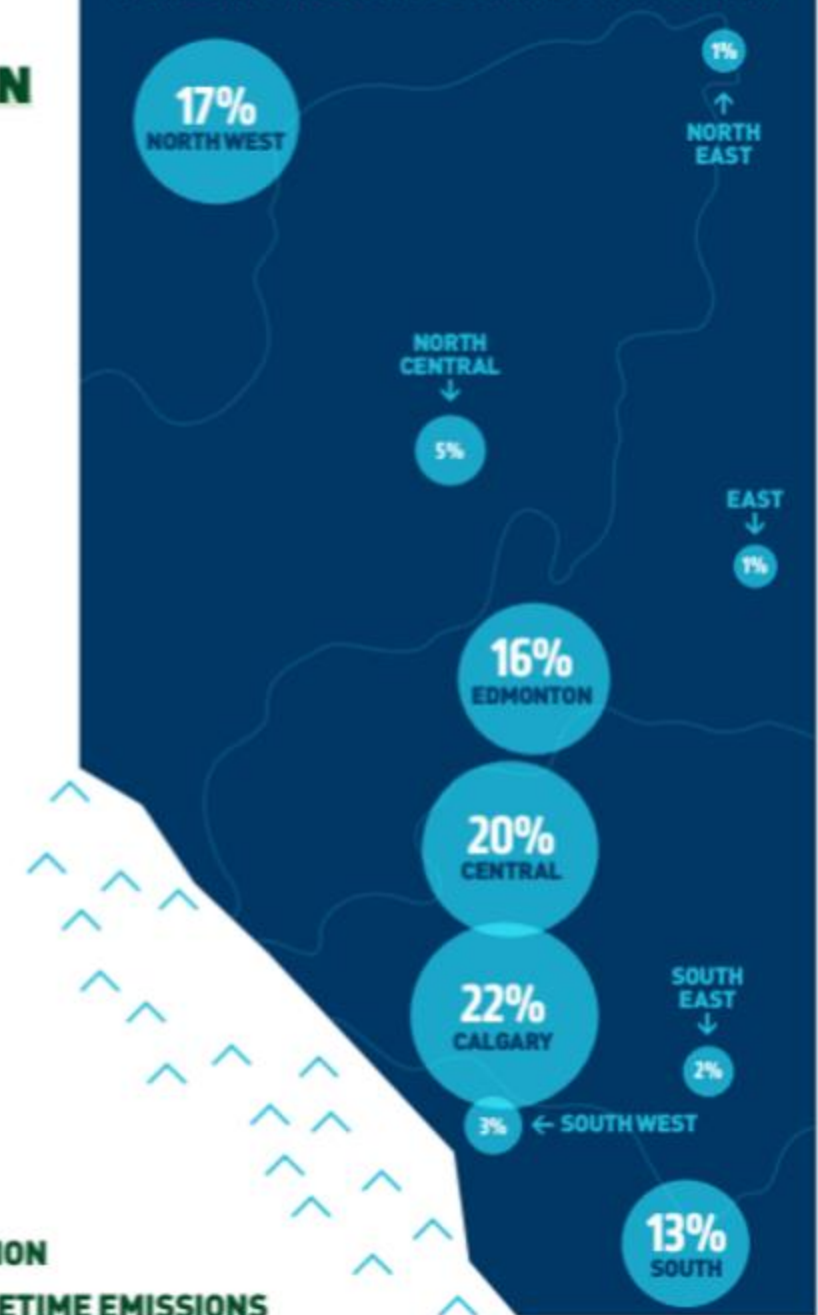 N
1%
NORTH
EAST
17%
NORTH WEST
NORTH
CENTRAL
5%
EAST
1%
16%
EDMONTON
20%
CENTRAL
22%
CALGARY
SOUTH
EAST
2%
3%
SOUTH WEST
13%
SOUTH
ION
ETIME EMISSIONS